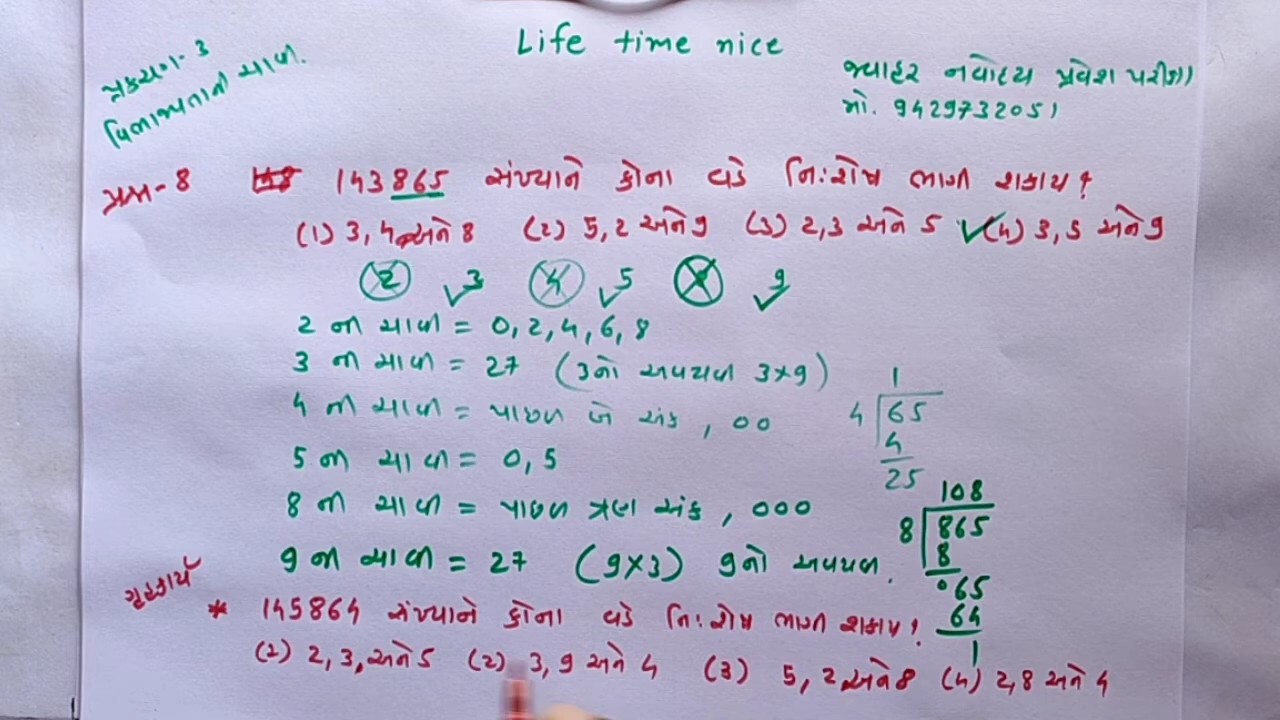 Life time nice
પ્રકરણ-3
વિભાજ્યતાની ચાવી.
જવાહર નવોદય પ્રવેશ પરીક્ષા
મો. 9429732051
પ્રશ્ન-8 143865 સંખ્યાને કોના વડે નિઃશેષ ભાગી શકાય?
(1) 3, 4 અને 8 (2) 5, 2 અને 9 (3) 2, 3 અને 5 ✓(4) 3, 5 અને 9
2 3 4 5 8 9
2 ની ચાવી = 0, 2, 4, 6, 8
3 ની ચાવી = 27 (3નો અવયવ 3×9)
4 ની ચાવી = પાછળ બે અંક, 00
1
4 65
4
25
5 ની ચાવી = 0, 5
8 ની ચાવી = પાછળ ત્રણ અંક, 000
108
8 865
8
065
64
1
9 ની ચાવી = 27 (9×3) 9નો અવયવ.
ગૃહકાર્ય
* 145864 સંખ્યાને કોના વડે નિઃશેષ ભાગી શકાય?
(1) 2, 3, અને 5 (2) 3, 9 અને 4 (3) 5, 2 અને 8 (4) 2, 8 અને 4